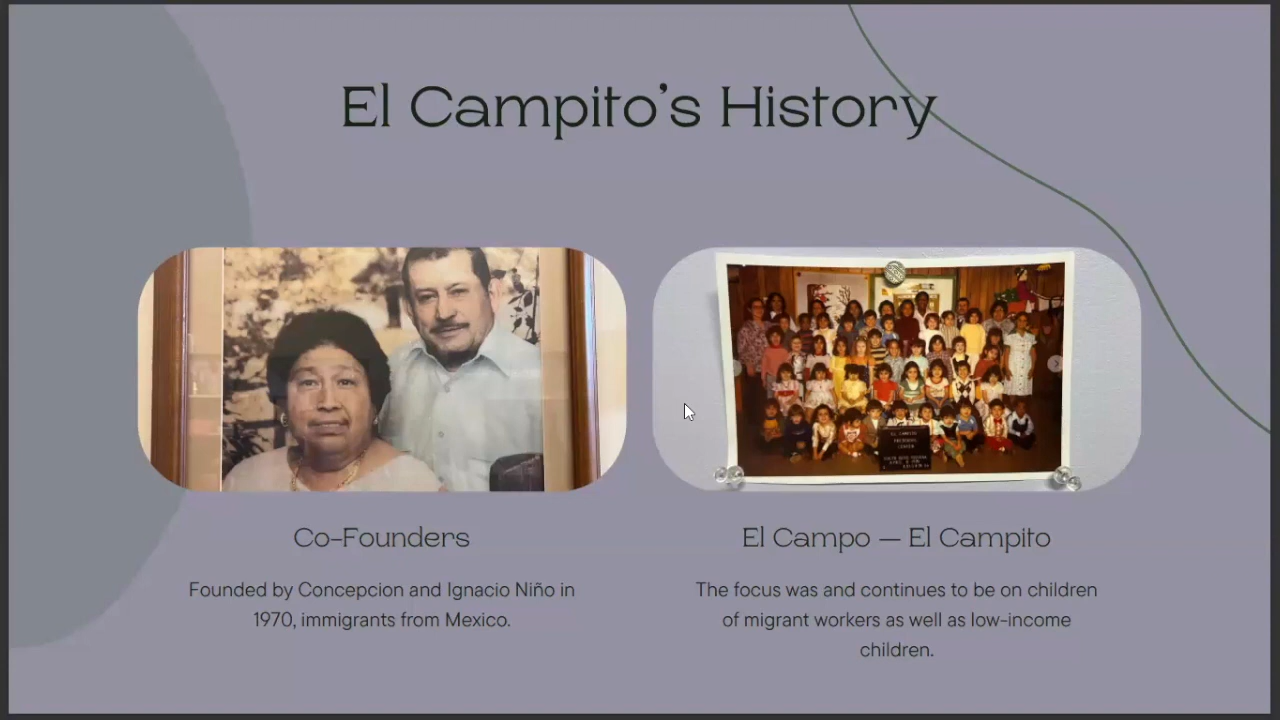 El Campito’s History
Co-Founders
Founded by Concepcion and Ignacio Niño in
1970, immigrants from Mexico.
El Campo — El Campito
The focus was and continues to be on children
of migrant workers as well as low-income
children.